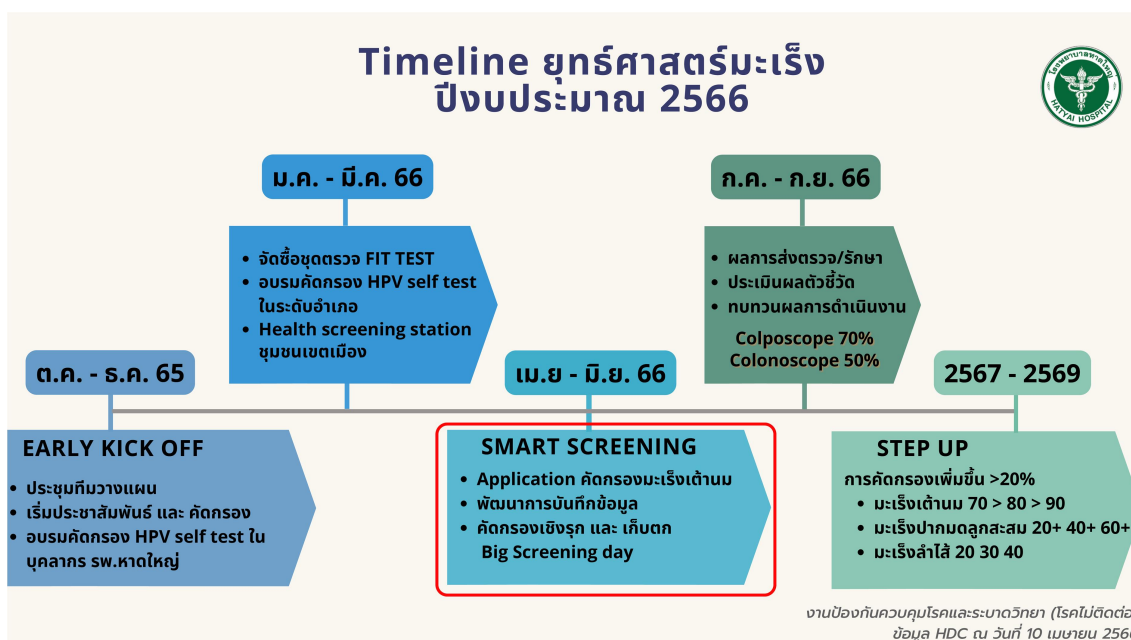 Timeline ยุทธ์ศาสตร์มะเร็ง
ปีงบประมาณ 2566
โรงพยาบาลหาดใหญ่
HATYAI HOSPITAL
ต.ค. - ธ.ค. 65
EARLY KICK OFF
• ประชุมทีมวางแผน
• เริ่มประชาสัมพันธ์ และ คัดกรอง
• อบรมคัดกรอง HPV self test ใน
บุคลากร รพ.หาดใหญ่
ม.ค. - มี.ค. 66
• จัดซื้อชุดตรวจ FIT TEST
• อบรมคัดกรอง HPV self test
ในระดับอำเภอ
• Health screening station
ชุมชนเขตเมือง
เม.ย - มิ.ย. 66
SMART SCREENING
• Application คัดกรองมะเร็งเต้านม
• พัฒนาการบันทึกข้อมูล
• คัดกรองเชิงรุก และ เก็บตก
Big Screening day
ก.ค. - ก.ย. 66
• ผลการส่งตรวจ/รักษา
• ประเมินผลตัวชี้วัด
• ทบทวนผลการดำเนินงาน
Colposcope 70%
Colonoscope 50%
2567 - 2569
STEP UP
การคัดกรองเพิ่มขึ้น >20%
• มะเร็งเต้านม 70 > 80 > 90
• มะเร็งปากมดลูกสะสม 20+ 40+ 60+
• มะเร็งลำไส้ 20 30 40
งานป้องกันควบคุมโรคและระบาดวิทยา (โรคไม่ติดต่อ
ข้อมูล HDC ณ วันที่ 10 เมษายน 256